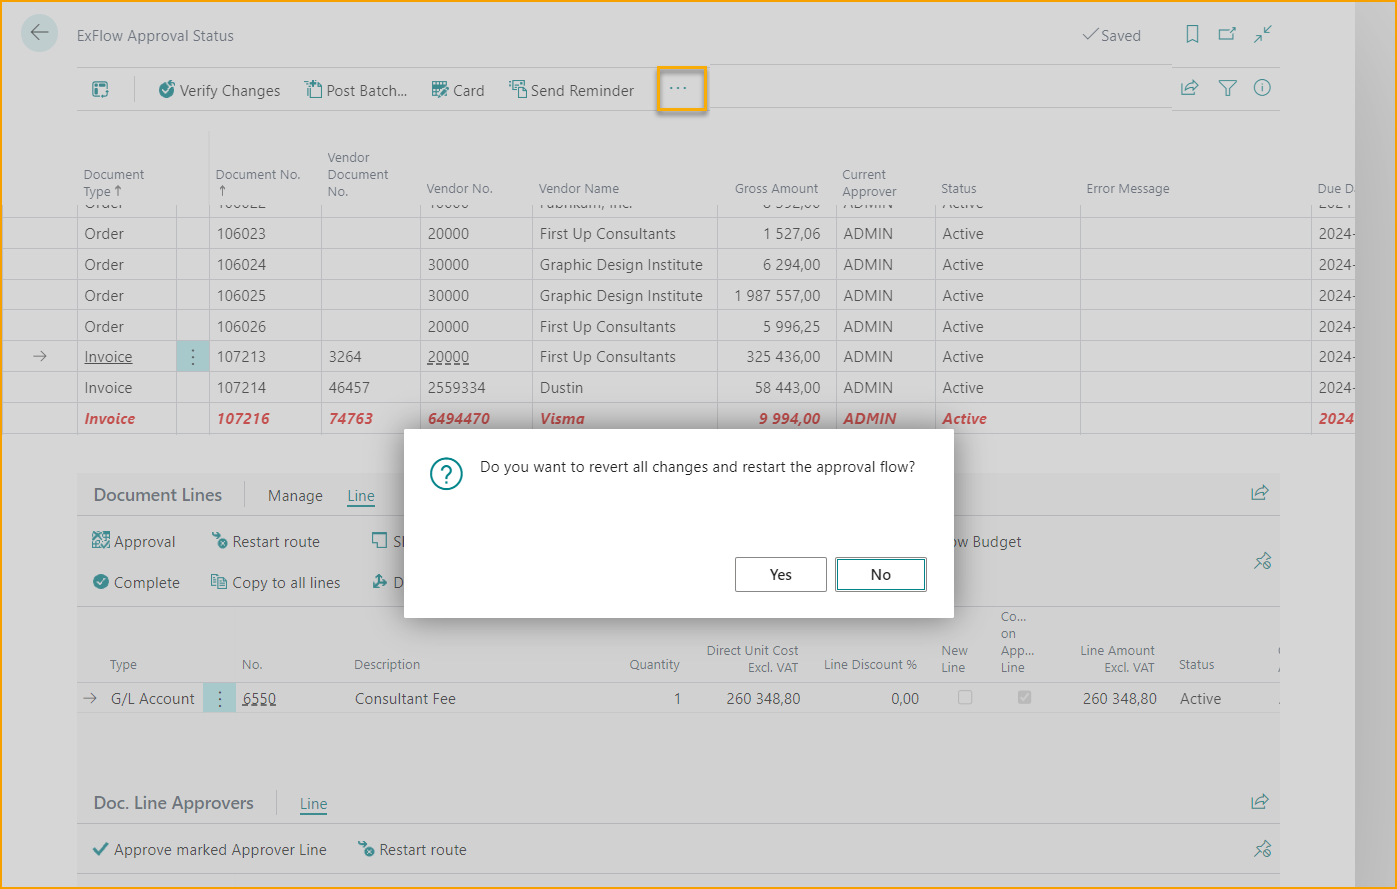 ExFlow Approval Status
Saved
Verify Changes Post Batch... Card Send Reminder ...
Document Type ↑ Document No. ↑ Vendor Document No. Vendor No. Vendor Name Gross Amount Current Approver Status Error Message Due D
Order 106023 20000 First Up Consultants 1 527,06 ADMIN Active 2024-
Order 106024 30000 Graphic Design Institute 6 294,00 ADMIN Active 2024-
Order 106025 30000 Graphic Design Institute 1 987 557,00 ADMIN Active 2024-
Order 106026 20000 First Up Consultants 5 996,25 ADMIN Active 2024-
Invoice 107213 3264 20000 First Up Consultants 325 436,00 ADMIN Active 2024-
Invoice 107214 46457 2559334 Dustin 58 443,00 ADMIN Active 2024-
Invoice 107216 74763 6494470 Visma 9 994,00 ADMIN Active 2024
Do you want to revert all changes and restart the approval flow?
Yes No
Document Lines Manage Line
Approval Restart route ow Budget
Complete Copy to all lines D
Type No. Description Quantity Direct Unit Cost Excl. VAT Line Discount % New Line Co... on App... Line Line Amount Excl. VAT Status
G/L Account 6550 Consultant Fee 1 260 348,80 0,00 260 348,80 Active
Doc. Line Approvers Line
Approve marked Approver Line Restart route